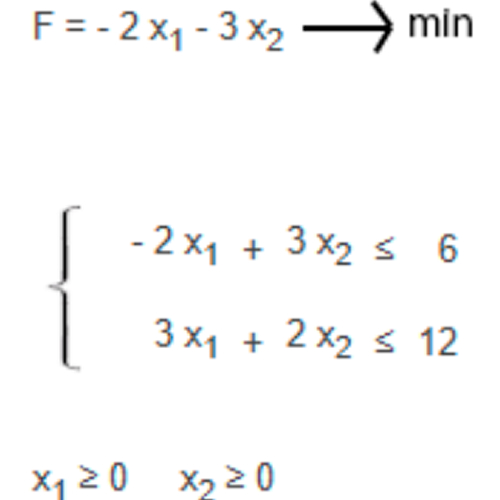 F = - 2 x₁ - 3 x₂ → min
- 2 x₁ + 3 x₂ ≤ 6
3 x₁ + 2 x₂ ≤ 12
x₁ ≥ 0 x₂ ≥ 0